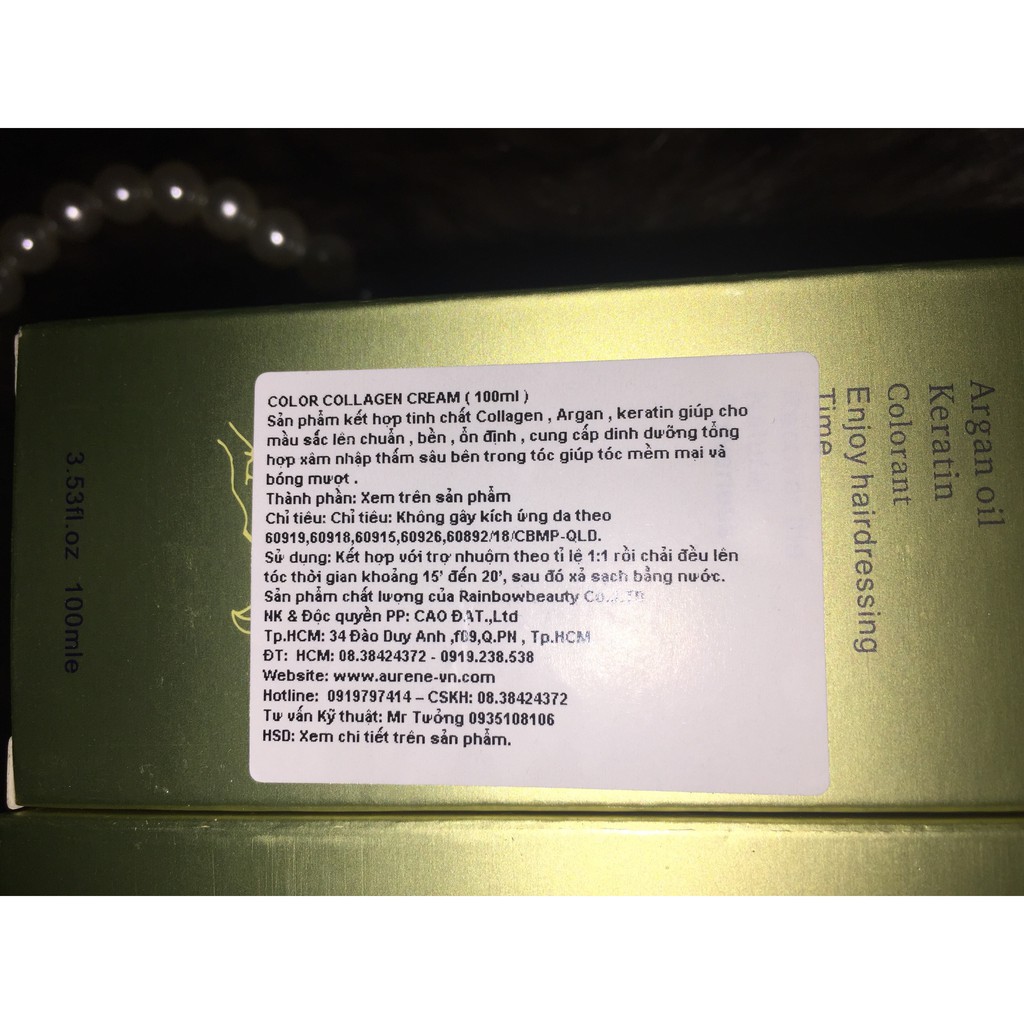 COLOR COLLAGEN CREAM ( 100ml )
Sản phẩm kết hợp tinh chất Collagen , Argan , keratin giúp cho
mầu sắc lên chuẩn , bền , ổn định , cung cấp dinh dưỡng tổng
hợp xâm nhập thấm sâu bên trong tóc giúp tóc mềm mại và
bóng mượt .
Thành phần: Xem trên sản phẩm
Chỉ tiêu: Chỉ tiêu: Không gây kích ứng da theo
60919,60918,60915,60926,60892/18/CBMP-QLD.
Sử dụng: Kết hợp với trợ nhuộm theo tỉ lệ 1:1 rồi chải đều lên
tóc thời gian khoảng 15' đến 20', sau đó xả sạch bằng nước.
Sản phẩm chất lượng của Rainbowbeauty
NK & Độc quyền PP: CAO ĐẠT.,Ltd
Tp.HCM: 34 Đào Duy Anh ,f09,Q.PN , Tp.HCM
ĐT: HCM: 08.38424372 - 0919.238.538
Website: www.aurene-vn.com
Hotline: 0919797414 – CSKH: 08.38424372
Tư vấn Kỹ thuật: Mr Tưởng 0935108106
HSD: Xem chi tiết trên sản phẩm.
Argan oil
Keratin
Colorant
Enjoy hairdressing
Time
3.53fl.oz 100mle